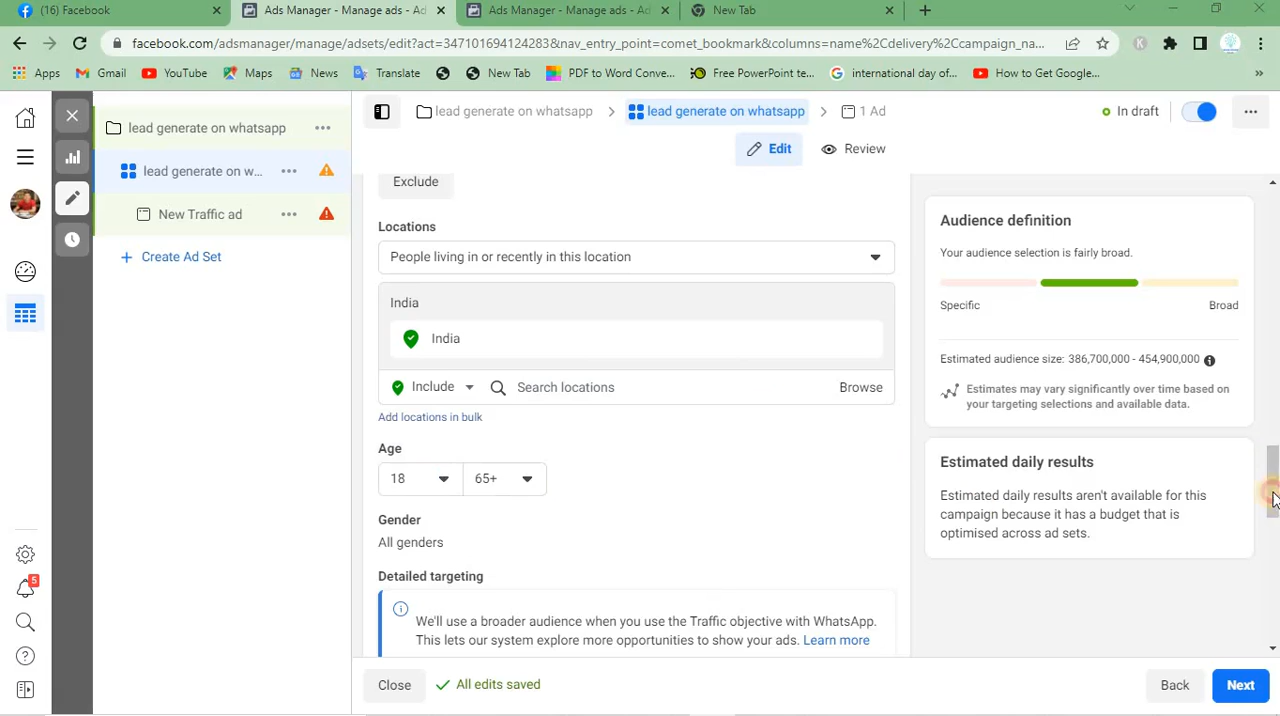 (16) Facebook
Ads Manager - Manage ads - Ad
Ads Manager - Manage ads - Ad
New Tab
facebook.com/adsmanager/manage/adsets/edit?act=347101694124283&nav_entry_point=comet_bookmark&columns=name%2Cdelivery%2Ccampaign_na...
K
Apps
Gmail
YouTube
Maps
News
Translate
New Tab
PDF to Word Conve...
Free PowerPoint te...
international day of...
How to Get Google...
»
lead generate on whatsapp
lead generate on w...
New Traffic ad
+ Create Ad Set
5
lead generate on whatsapp
lead generate on whatsapp
1 Ad
In draft
Edit
Review
Exclude
Locations
People living in or recently in this location
India
India
Include
Search locations
Browse
Add locations in bulk
Age
18
65+
Gender
All genders
Detailed targeting
We'll use a broader audience when you use the Traffic objective with WhatsApp.
This lets our system explore more opportunities to show your ads. Learn more
Audience definition
Your audience selection is fairly broad.
Specific
Broad
Estimated audience size: 386,700,000 - 454,900,000
Estimates may vary significantly over time based on
your targeting selections and available data.
Estimated daily results
Estimated daily results aren't available for this
campaign because it has a budget that is
optimised across ad sets.
Close
All edits saved
Back
Next